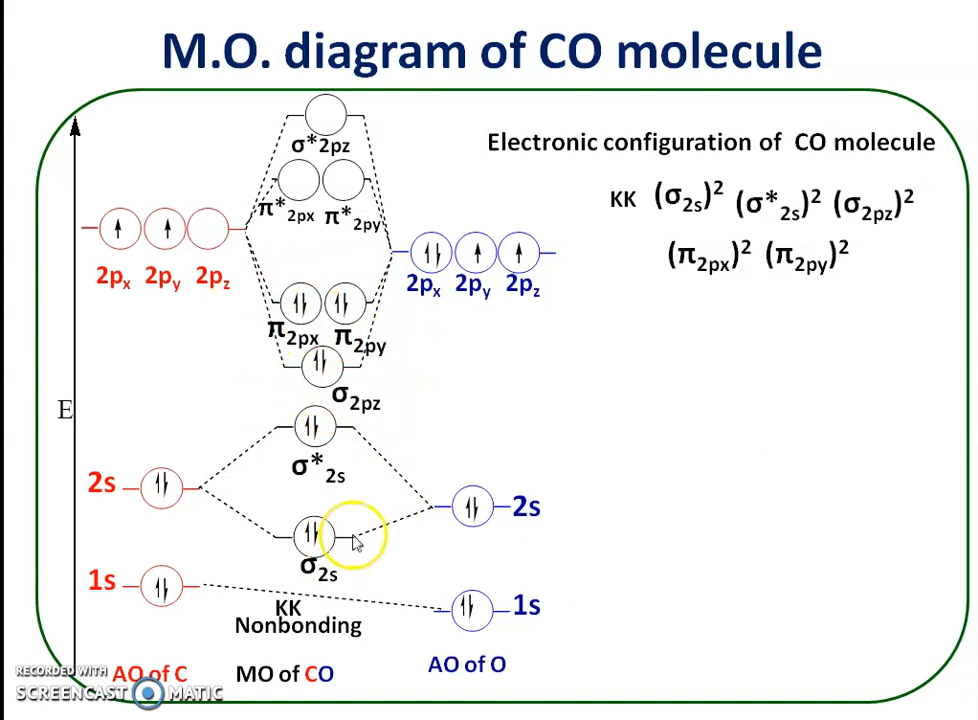 M.O. diagram of CO molecule
σ*2pz
Electronic configuration of CO molecule
KK (σ2s)² (σ*2s)² (σ2pz)²
π*2px π*2py
(π2px)² (π2py)²
2px 2py 2pz
2px 2py 2pz
π2px π2py
σ2pz
E
σ*2s
2s
2s
σ2s
1s
1s
KK
Nonbonding
AO of C
MO of CO
AO of O
RECORDED WITH
SCREENCAST MATIC